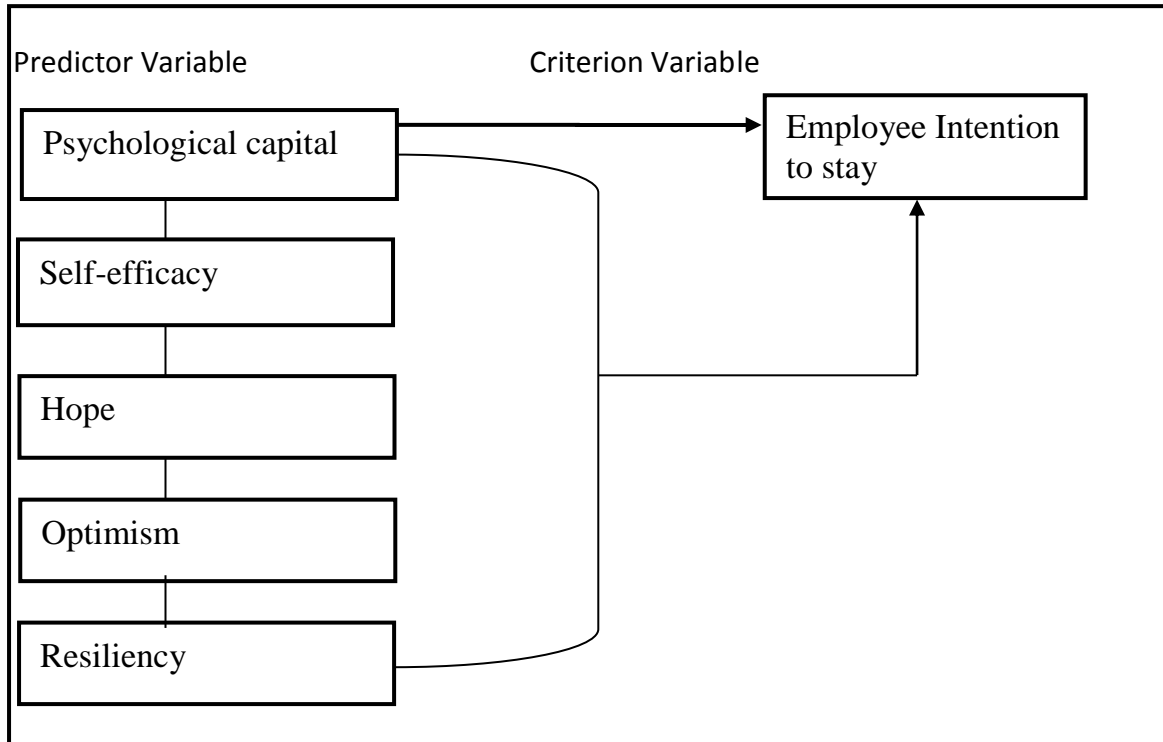 Predictor Variable
Criterion Variable
Psychological capital
Employee Intention
to stay
Self-efficacy
Hope
Optimism
Resiliency